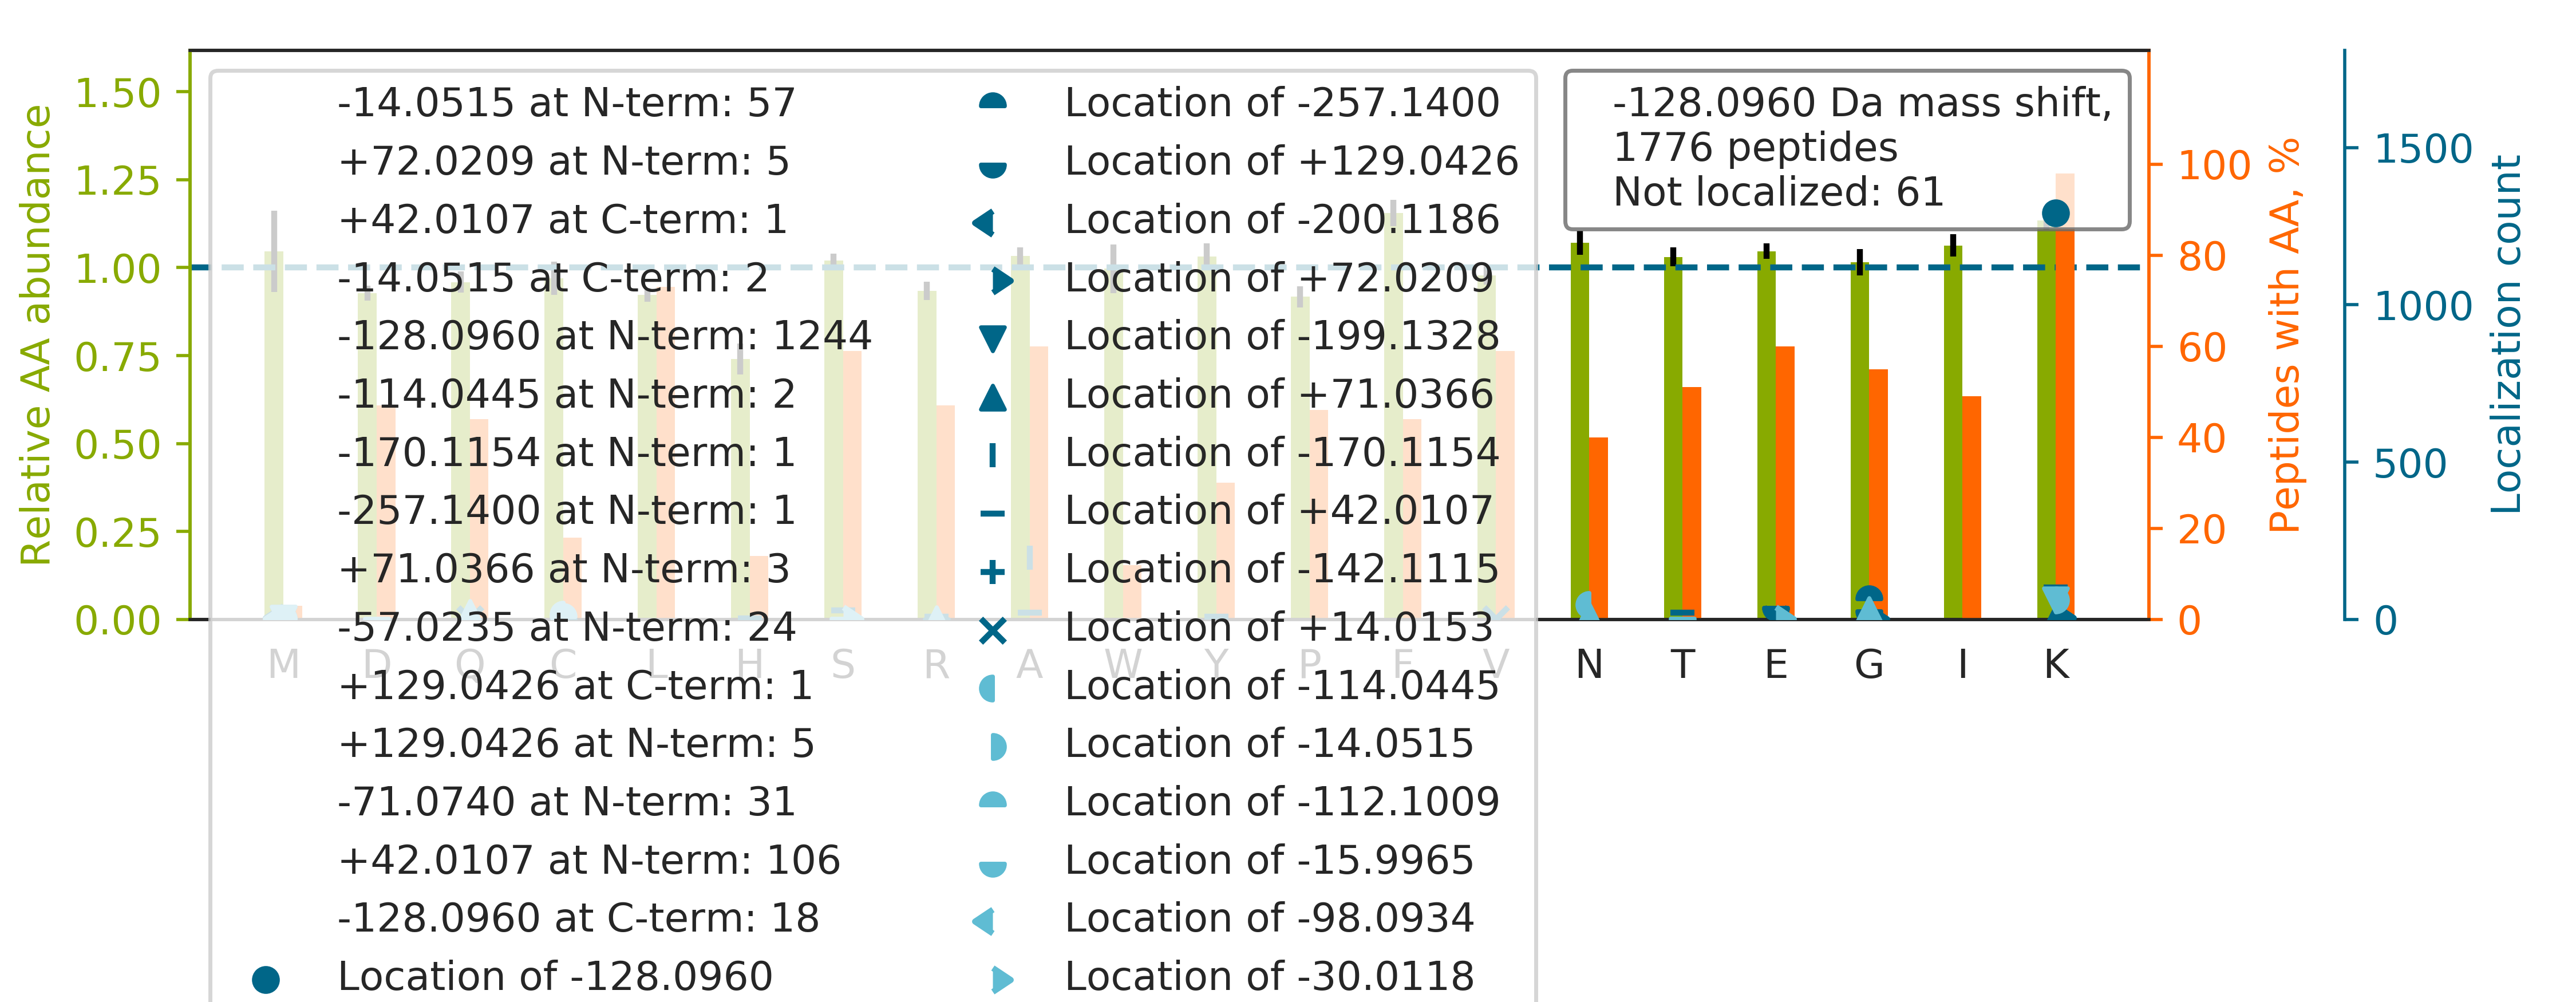 Relative AA abundance
1.50
1.25
1.00
0.75
0.50
0.25
0.00
-14.0515 at N-term: 57
+72.0209 at N-term: 5
+42.0107 at C-term: 1
-14.0515 at C-term: 2
-128.0960 at N-term: 1244
-114.0445 at N-term: 2
-170.1154 at N-term: 1
-257.1400 at N-term: 1
+71.0366 at N-term: 3
-57.0235 at N-term: 24
+129.0426 at C-term: 1
+129.0426 at N-term: 5
-71.0740 at N-term: 31
+42.0107 at N-term: 106
-128.0960 at C-term: 18
Location of -128.0960
Location of -257.1400
Location of +129.0426
Location of -200.1186
Location of +72.0209
Location of -199.1328
Location of +71.0366
Location of -170.1154
Location of +42.0107
Location of -142.1115
Location of +14.0153
Location of -114.0445
Location of -14.0515
Location of -112.1009
Location of -15.9965
Location of -98.0934
Location of -30.0118
-128.0960 Da mass shift,
1776 peptides
Not localized: 61
M D Q C L H S R A W Y P F V N T E G I K
100
80
60
40
20
0
Peptides with AA, %
1500
1000
500
0
Localization count